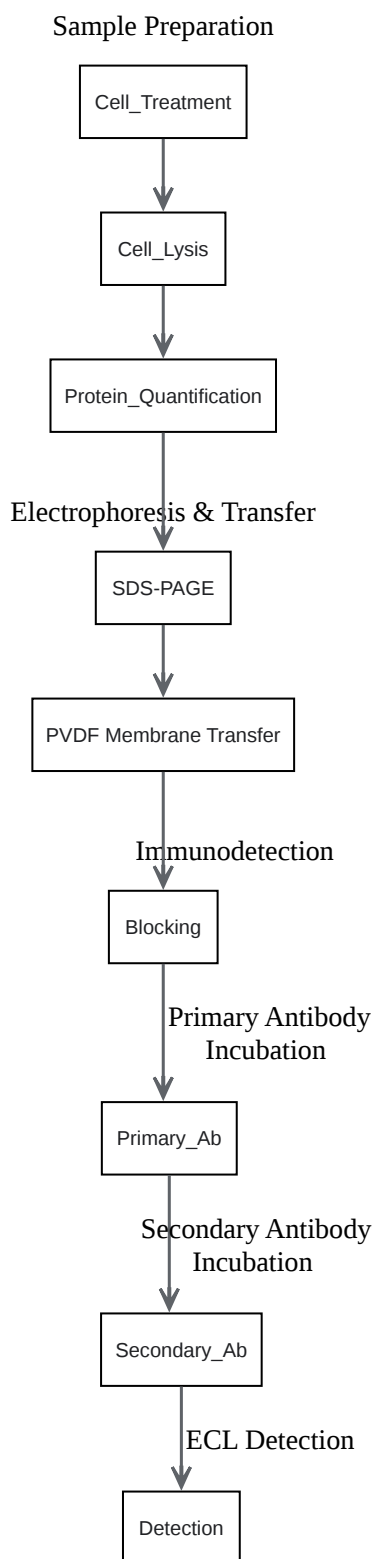 Sample Preparation
Cell_Treatment
Cell_Lysis
Protein_Quantification
Electrophoresis & Transfer
SDS-PAGE
PVDF Membrane Transfer
Immunodetection
Blocking
Primary Antibody
Incubation
Primary_Ab
Secondary Antibody
Incubation
Secondary_Ab
ECL Detection
Detection